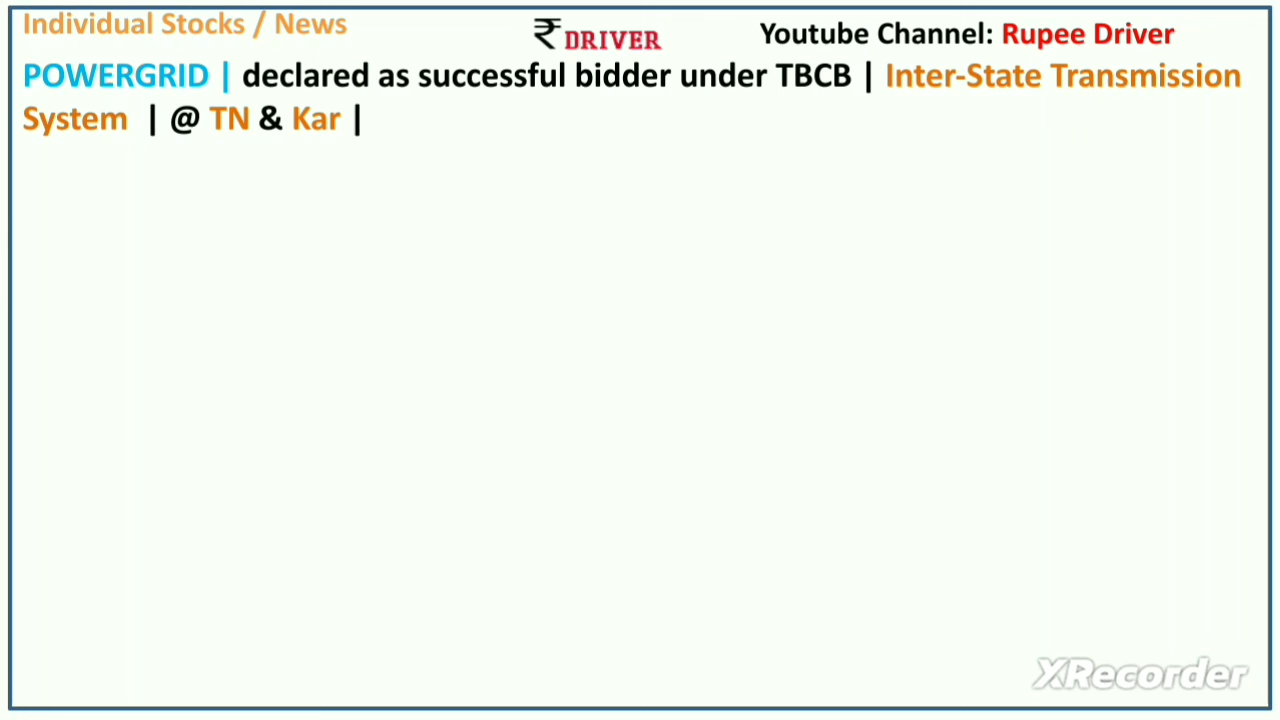 Individual Stocks / News
₹ DRIVER
Youtube Channel: Rupee Driver
POWERGRID | declared as successful bidder under TBCB | Inter-State Transmission
System | @ TN & Kar |
XRecorder